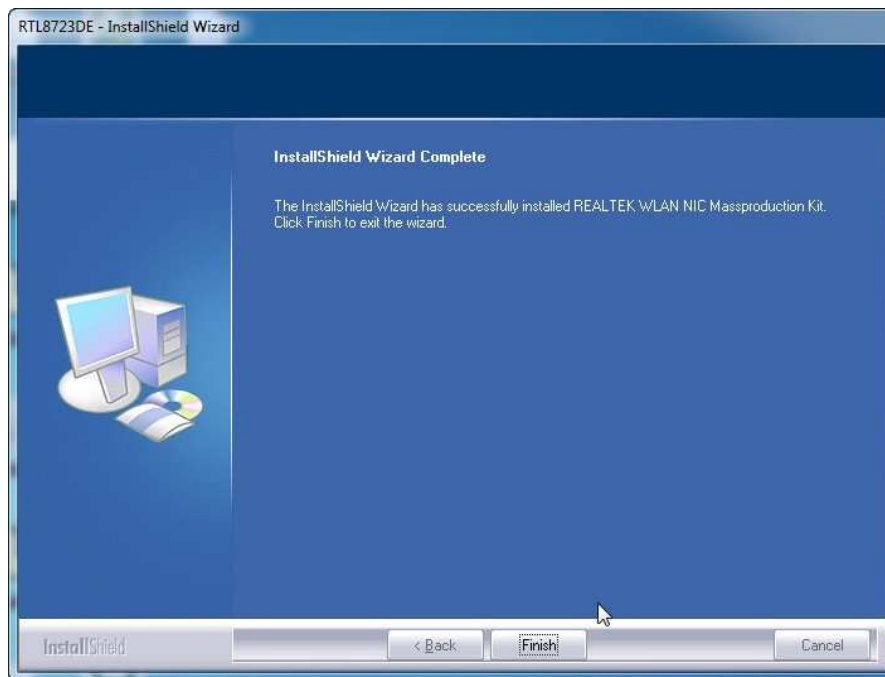 RTL8723DE - InstallShield Wizard
InstallShield Wizard Complete
The InstallShield Wizard has successfully installed REALTEK WLAN NIC Massproduction Kit.
Click Finish to exit the wizard.
InstallShield
< Back
Finish
Cancel